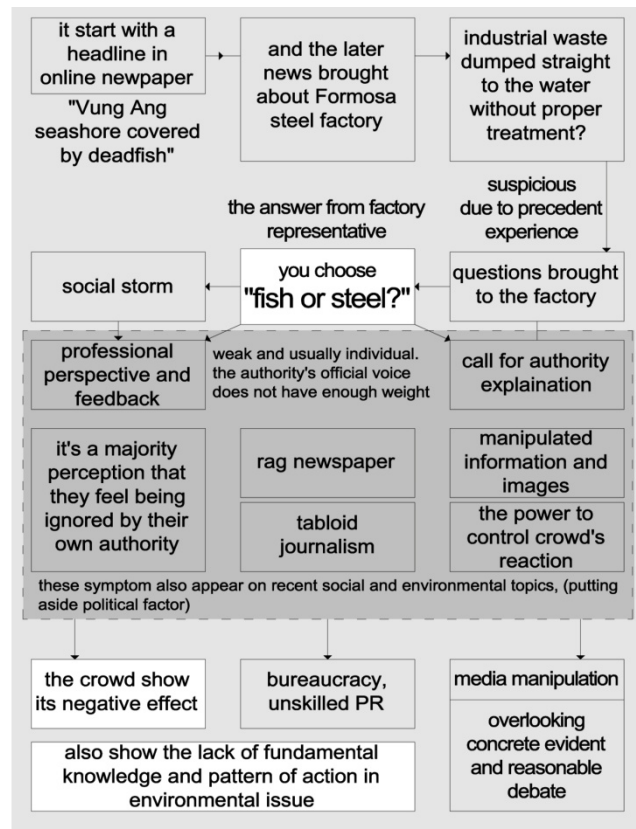 it start with a
headline in
online newpaper
"Vung Ang
seashore covered
by deadfish"
and the later
news brought
about Formosa
steel factory
industrial waste
dumped straight
to the water
without proper
treatment?
suspicious
due to precedent
experience
the answer from factory
representative
social storm
you choose
"fish or steel?"
questions brought
to the factory
professional
perspective and
feedback
weak and usually individual.
the authority's official voice
does not have enough weight
call for authority
explaination
it's a majority
perception that
they feel being
ignored by their
own authority
rag newspaper
manipulated
information and
images
tabloid
journalism
the power to
control crowd's
reaction
these symptom also appear on recent social and environmental topics, (putting
aside political factor)
the crowd show
its negative effect
bureaucracy,
unskilled PR
media manipulation
overlooking
concrete evident
and reasonable
debate
also show the lack of fundamental
knowledge and pattern of action in
environmental issue